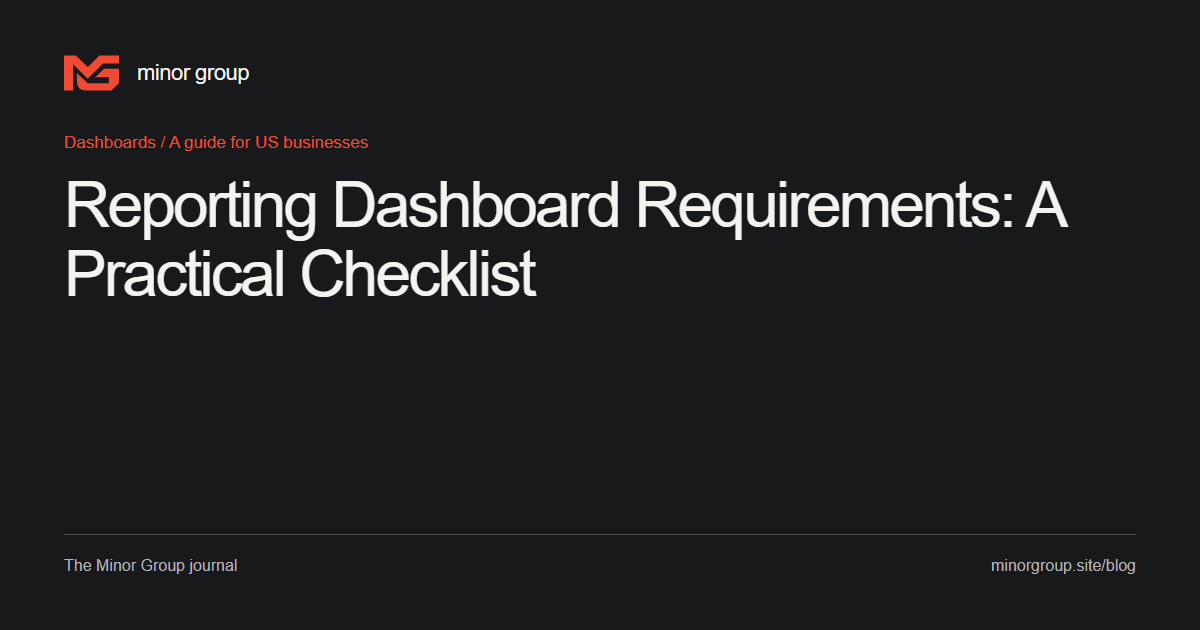 minor group
Dashboards / A guide for US businesses
Reporting Dashboard Requirements: A
Practical Checklist
The Minor Group journal
minorgroup.site/blog